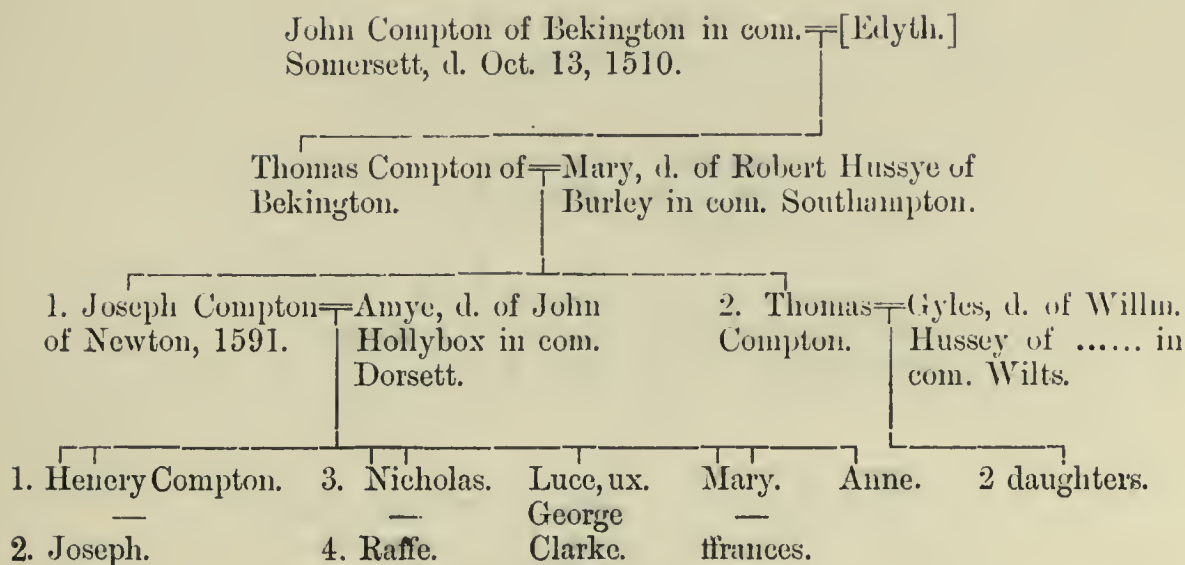 John Compton of Bekington in com. Somersett, d. Oct. 13, 1510.
[Edyth.]
Thomas Compton of Bekington.
Mary, d. of Robert Hussye of Burley in com. Southampton.
1. Joseph Compton of Newton, 1591.
Amye, d. of John Hollybox in com. Dorsett.
2. Thomas Compton.
Gyles, d. of Willm. Hussey of ...... in com. Wilts.
1. Henery Compton.
2. Joseph.
3. Nicholas.
4. Raffe.
Luce, ux. George Clarke.
Mary.
ffrances.
Anne.
2 daughters.